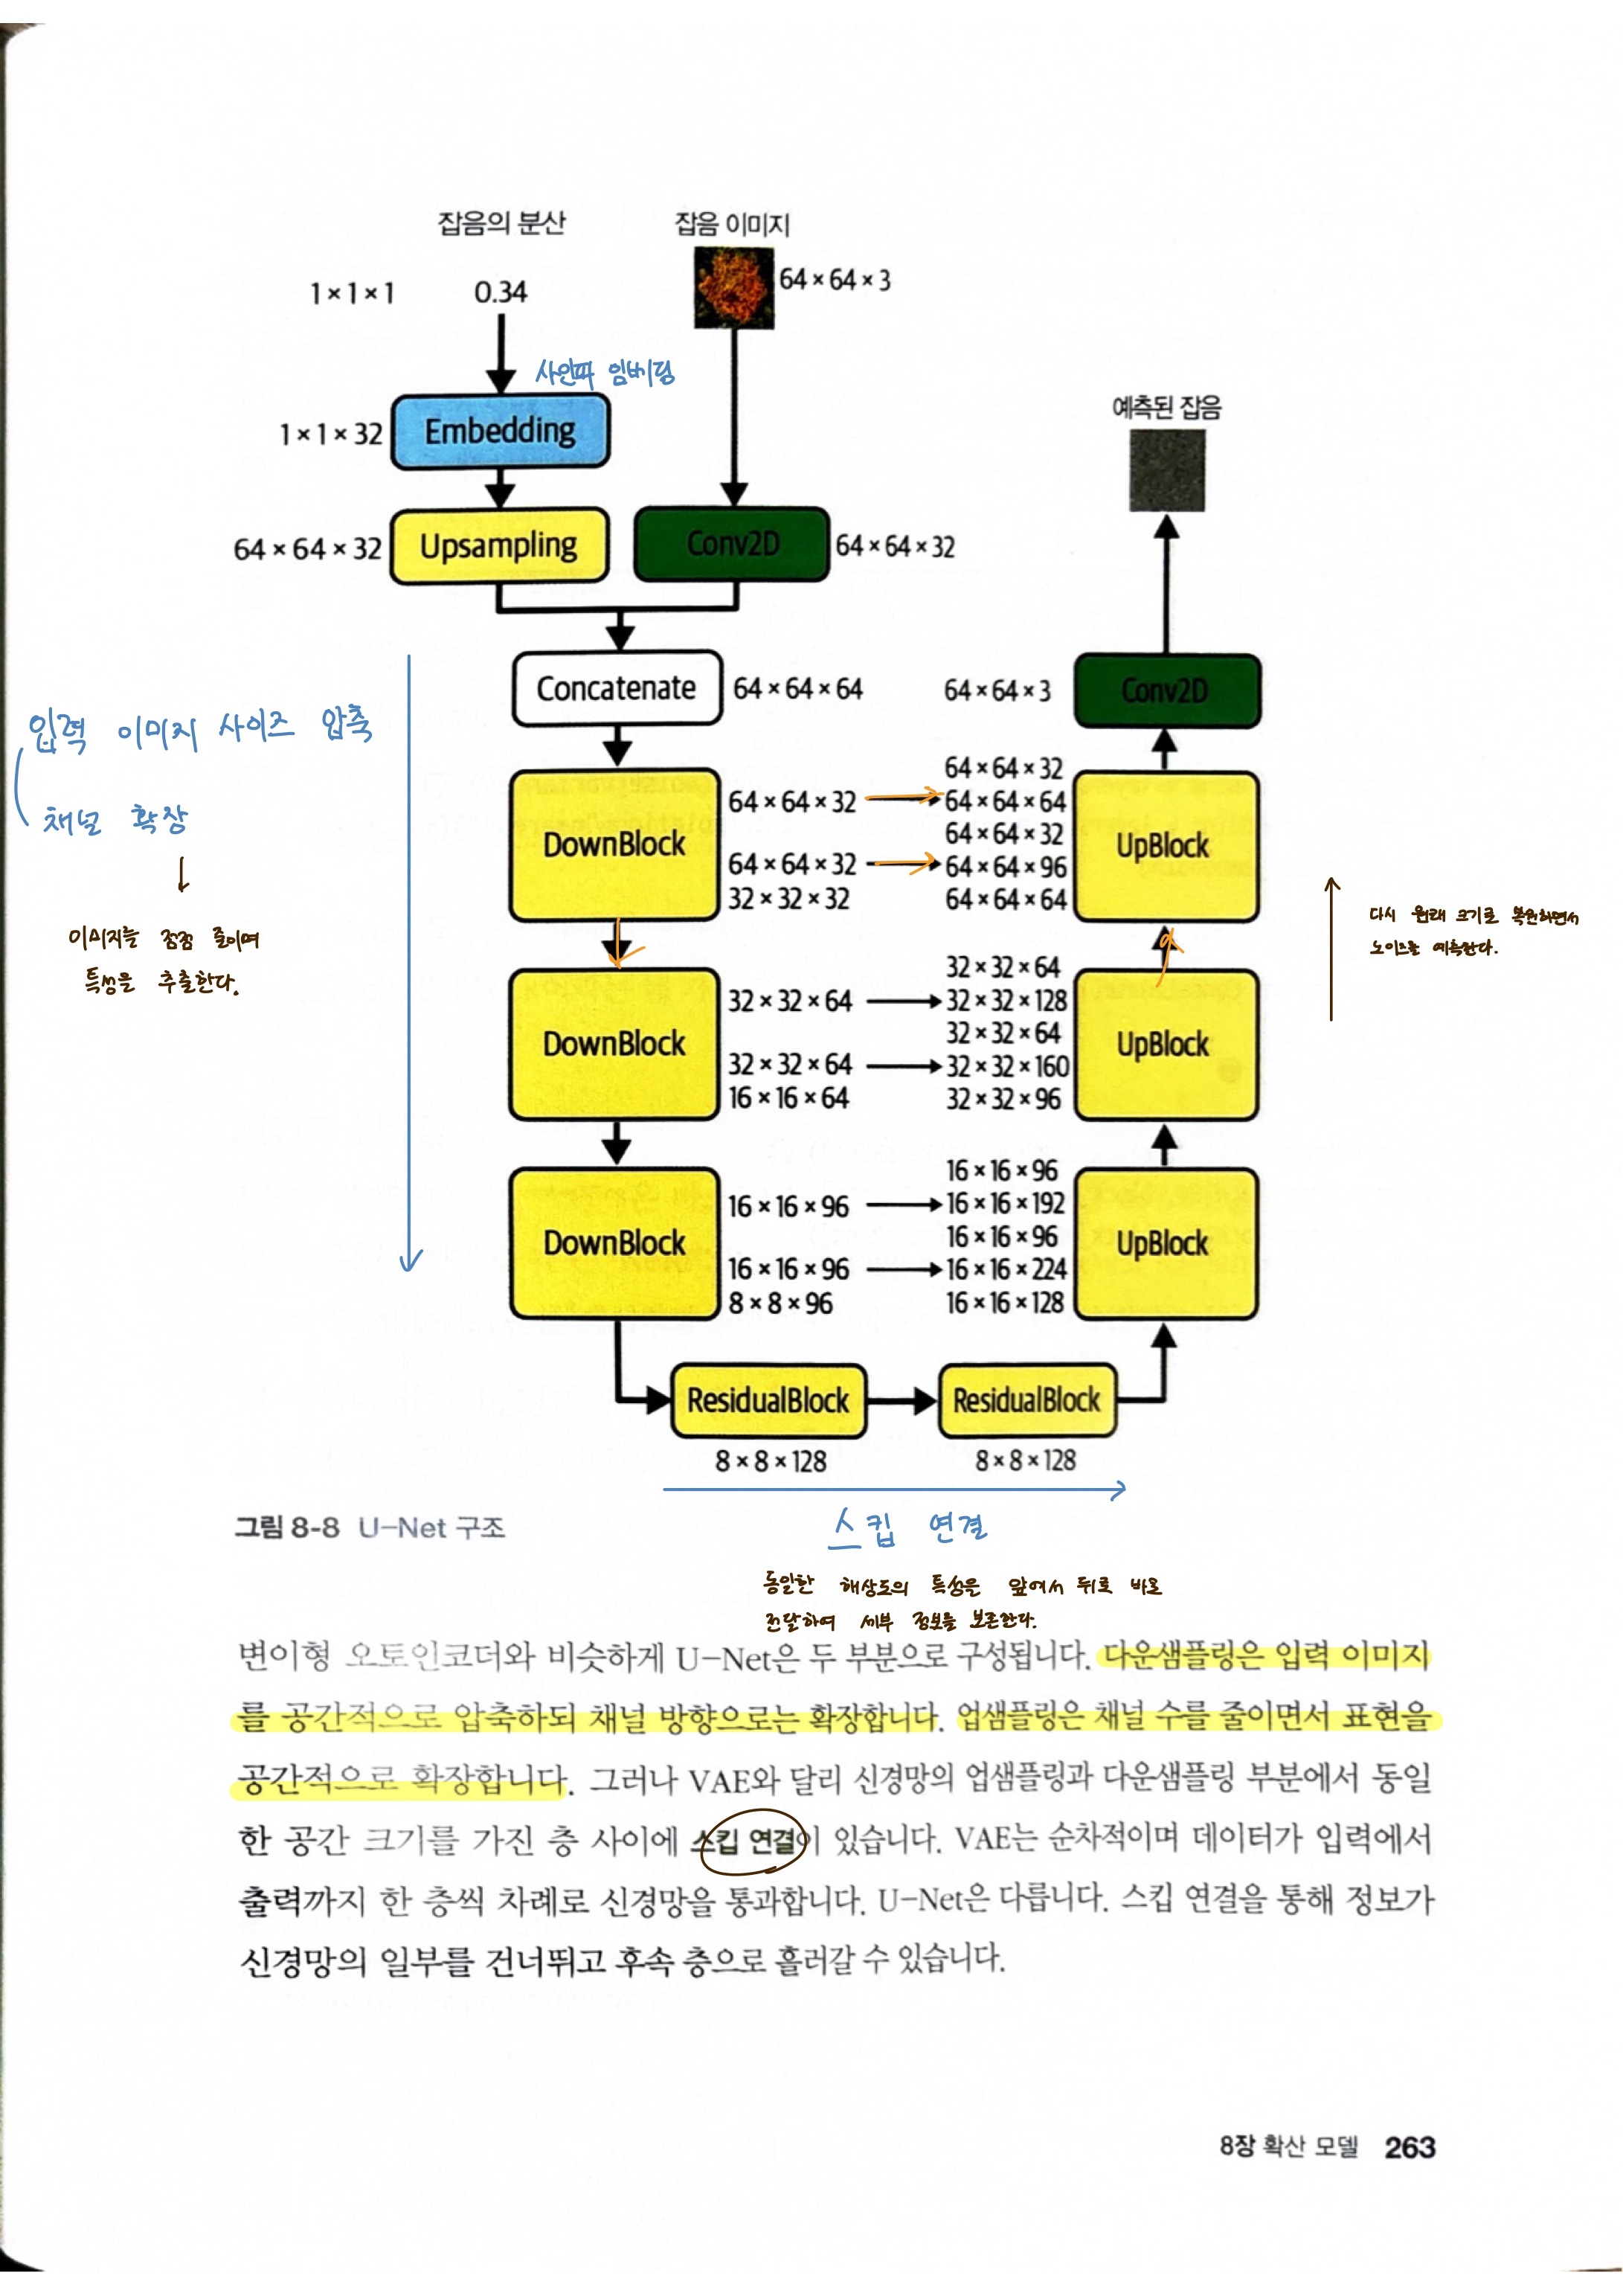 잡음의 분산
잡음 이미지
1 × 1 × 1
0.34
64 × 64 × 3
사인파 임베딩
1 × 1 × 32
Embedding
예측된 잡음
64 × 64 × 32
Upsampling
Conv2D
64 × 64 × 32
Concatenate
64 × 64 × 64
64 × 64 × 3
Conv2D
입력 이미지 사이즈 압축
채널 확장
↓
이미지를 점점 줄이며
특성을 추출한다.
DownBlock
64 × 64 × 32
64 × 64 × 32
32 × 32 × 32
64 × 64 × 32
64 × 64 × 64
64 × 64 × 32
64 × 64 × 96
64 × 64 × 64
UpBlock
다시 원래 크기로 복원하면서
노이즈를 예측한다.
DownBlock
32 × 32 × 64
32 × 32 × 64
16 × 16 × 64
32 × 32 × 64
32 × 32 × 128
32 × 32 × 64
32 × 32 × 160
32 × 32 × 96
UpBlock
DownBlock
16 × 16 × 96
16 × 16 × 96
8 × 8 × 96
16 × 16 × 96
16 × 16 × 192
16 × 16 × 96
16 × 16 × 224
16 × 16 × 128
UpBlock
ResidualBlock
ResidualBlock
8 × 8 × 128
8 × 8 × 128
그림 8-8 U-Net 구조
스킵 연결
동일한 해상도의 특성을 앞에서 뒤로 바로
전달하여 세부 정보를 보존한다.
변이형 오토인코더와 비슷하게 U-Net은 두 부분으로 구성됩니다. 다운샘플링은 입력 이미지
를 공간적으로 압축하되 채널 방향으로는 확장합니다. 업샘플링은 채널 수를 줄이면서 표현을
공간적으로 확장합니다. 그러나 VAE와 달리 신경망의 업샘플링과 다운샘플링 부분에서 동일
한 공간 크기를 가진 층 사이에 스킵 연결이 있습니다. VAE는 순차적이며 데이터가 입력에서
출력까지 한 층씩 차례로 신경망을 통과합니다. U-Net은 다릅니다. 스킵 연결을 통해 정보가
신경망의 일부를 건너뛰고 후속 층으로 흘러갈 수 있습니다.
8장 확산 모델 263